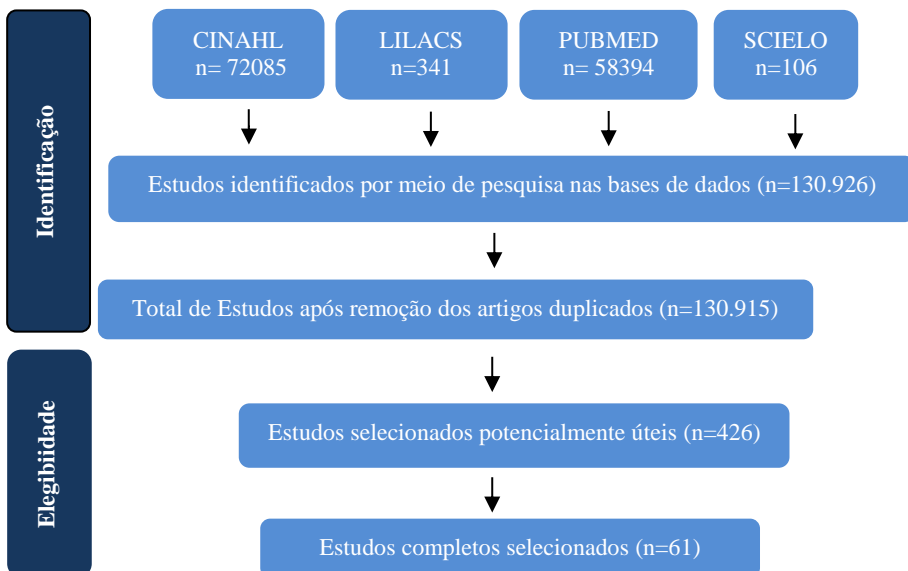 CINAHL
n= 72085
LILACS
n=341
PUBMED
n= 58394
SCIELO
n=106
Identificação
Estudos identificados por meio de pesquisa nas bases de dados (n=130.926)
Total de Estudos após remoção dos artigos duplicados (n=130.915)
Elegibiidade
Estudos selecionados potencialmente úteis (n=426)
Estudos completos selecionados (n=61)